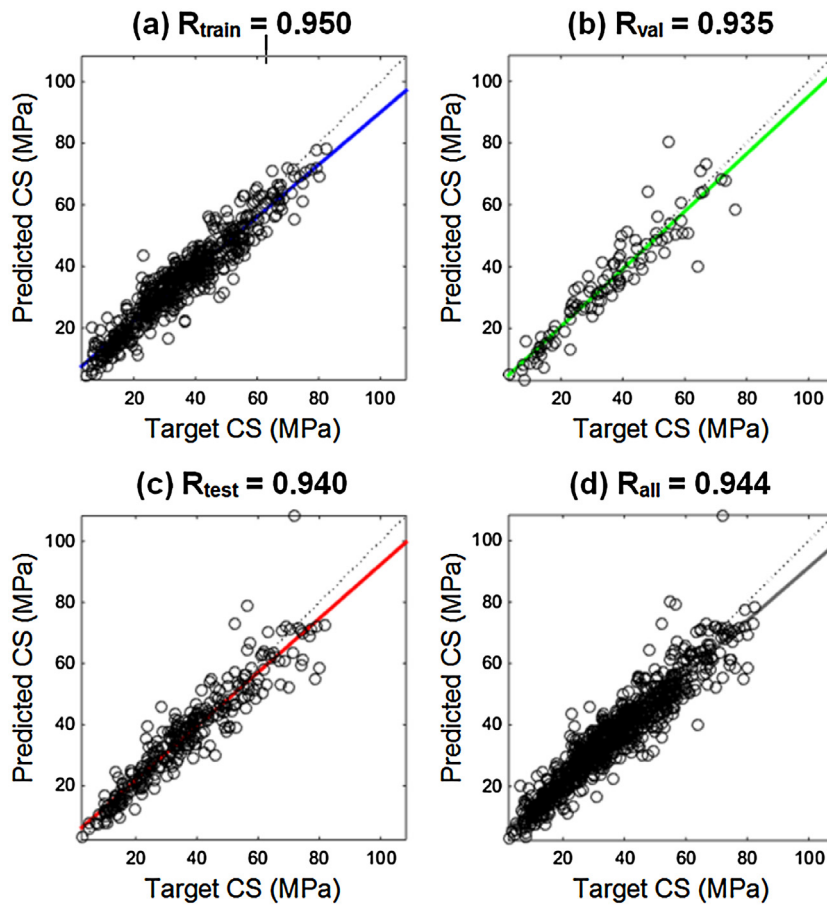 (a) Rtrain = 0.950
(b) Rval = 0.935
Predicted CS (MPa)
100
80
60
40
20
20 40 60 80 100
Target CS (MPa)
Predicted CS (MPa)
100
80
60
40
20
20 40 60 80 100
Target CS (MPa)
(c) Rtest = 0.940
(d) Rall = 0.944
Predicted CS (MPa)
100
80
60
40
20
20 40 60 80 100
Target CS (MPa)
Predicted CS (MPa)
100
80
60
40
20
20 40 60 80 100
Target CS (MPa)